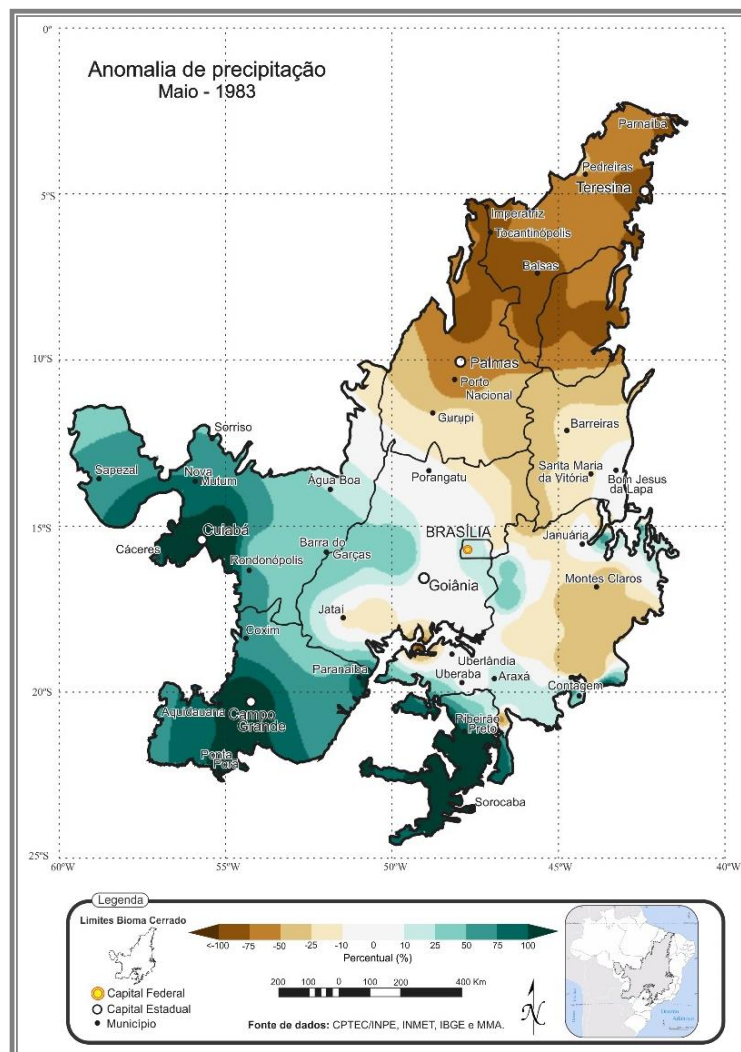 Anomalia de precipitação
Maio - 1983
0°
5°S
10°S
15°S
20°S
25°S
60°W
55°W
50°W
45°W
40°W
Parnaíba
Pedreiras
Teresina
Imperatriz
Tocantinópolis
Balsas
Palmas
Porto
Nacional
Gurupi
Barreiras
Sorriso
Sapezal
Nova
Mutum
Água Boa
Porangatu
Santa Maria
da Vitória
Bom Jesus
da Lapa
Cuiabá
Cáceres
Barra do
Garças
BRASÍLIA
Januária
Rondonópolis
Goiânia
Montes Claros
Jataí
Coxim
Paranaíba
Uberlândia
Uberaba
Araxá
Contagem
Aquidauana
Campo
Grande
Ribeirão
Preto
Ponta
Porã
Sorocaba
Legenda
Limites Bioma Cerrado
Capital Federal
Capital Estadual
Município
<-100 -75 -50 -25 -10 0 10 25 50 75 100
Percentual (%)
200 100 0 100 200 400 Km
N
Fonte de dados: CPTEC/INPE, INMET, IBGE e MMA.
Oceano
Atlântico